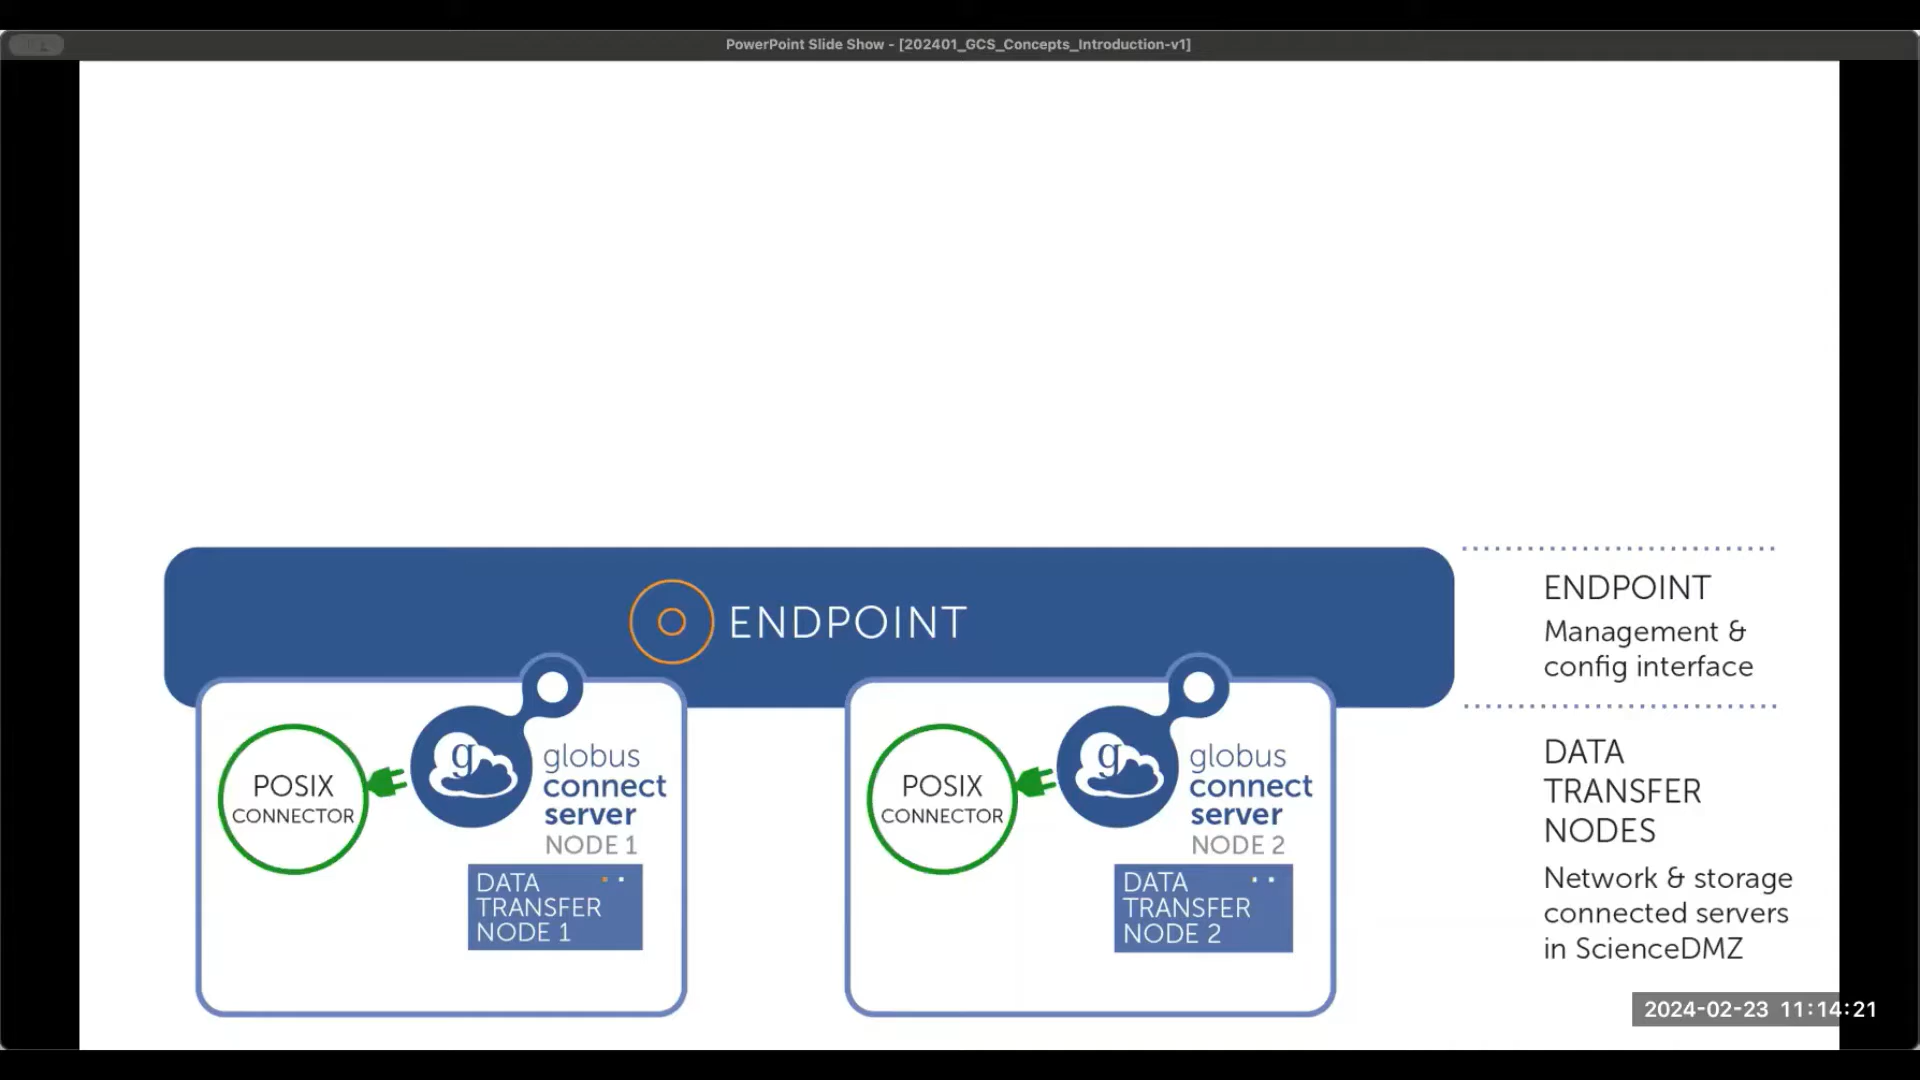 PowerPoint Slide Show - [202401_GCS_Concepts_Introduction-v1]
ENDPOINT
POSIX
CONNECTOR
g
globus
connect
server
NODE 1
DATA
TRANSFER
NODE 1
POSIX
CONNECTOR
g
globus
connect
server
NODE 2
DATA
TRANSFER
NODE 2
ENDPOINT
Management &
config interface
DATA
TRANSFER
NODES
Network & storage
connected servers
in ScienceDMZ
2024-02-23 11:14:21